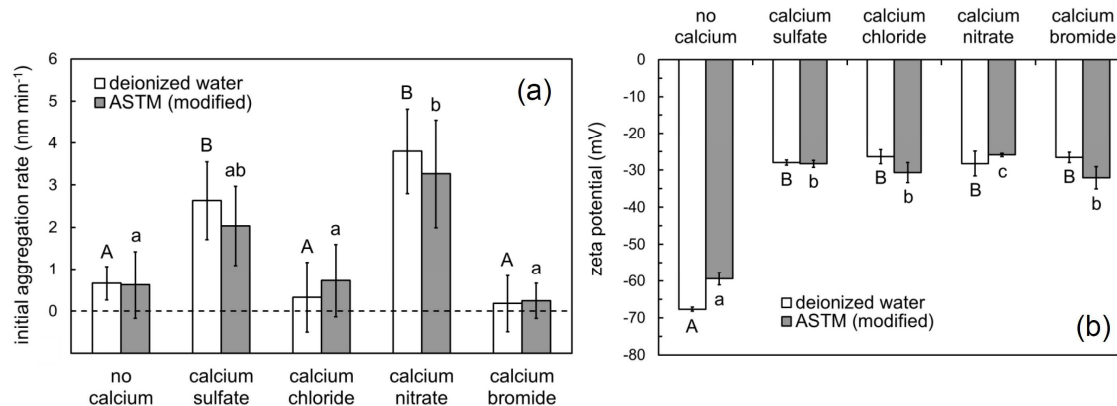 (a)
deionized water
ASTM (modified)
initial aggregation rate (nm min⁻¹)
6
5
4
3
2
1
0
A a B ab A a B b A a
no calcium
calcium sulfate
calcium chloride
calcium nitrate
calcium bromide
no calcium
calcium sulfate
calcium chloride
calcium nitrate
calcium bromide
zeta potential (mV)
0
-10
-20
-30
-40
-50
-60
-70
-80
A a B b B b B c B b
deionized water
ASTM (modified)
(b)